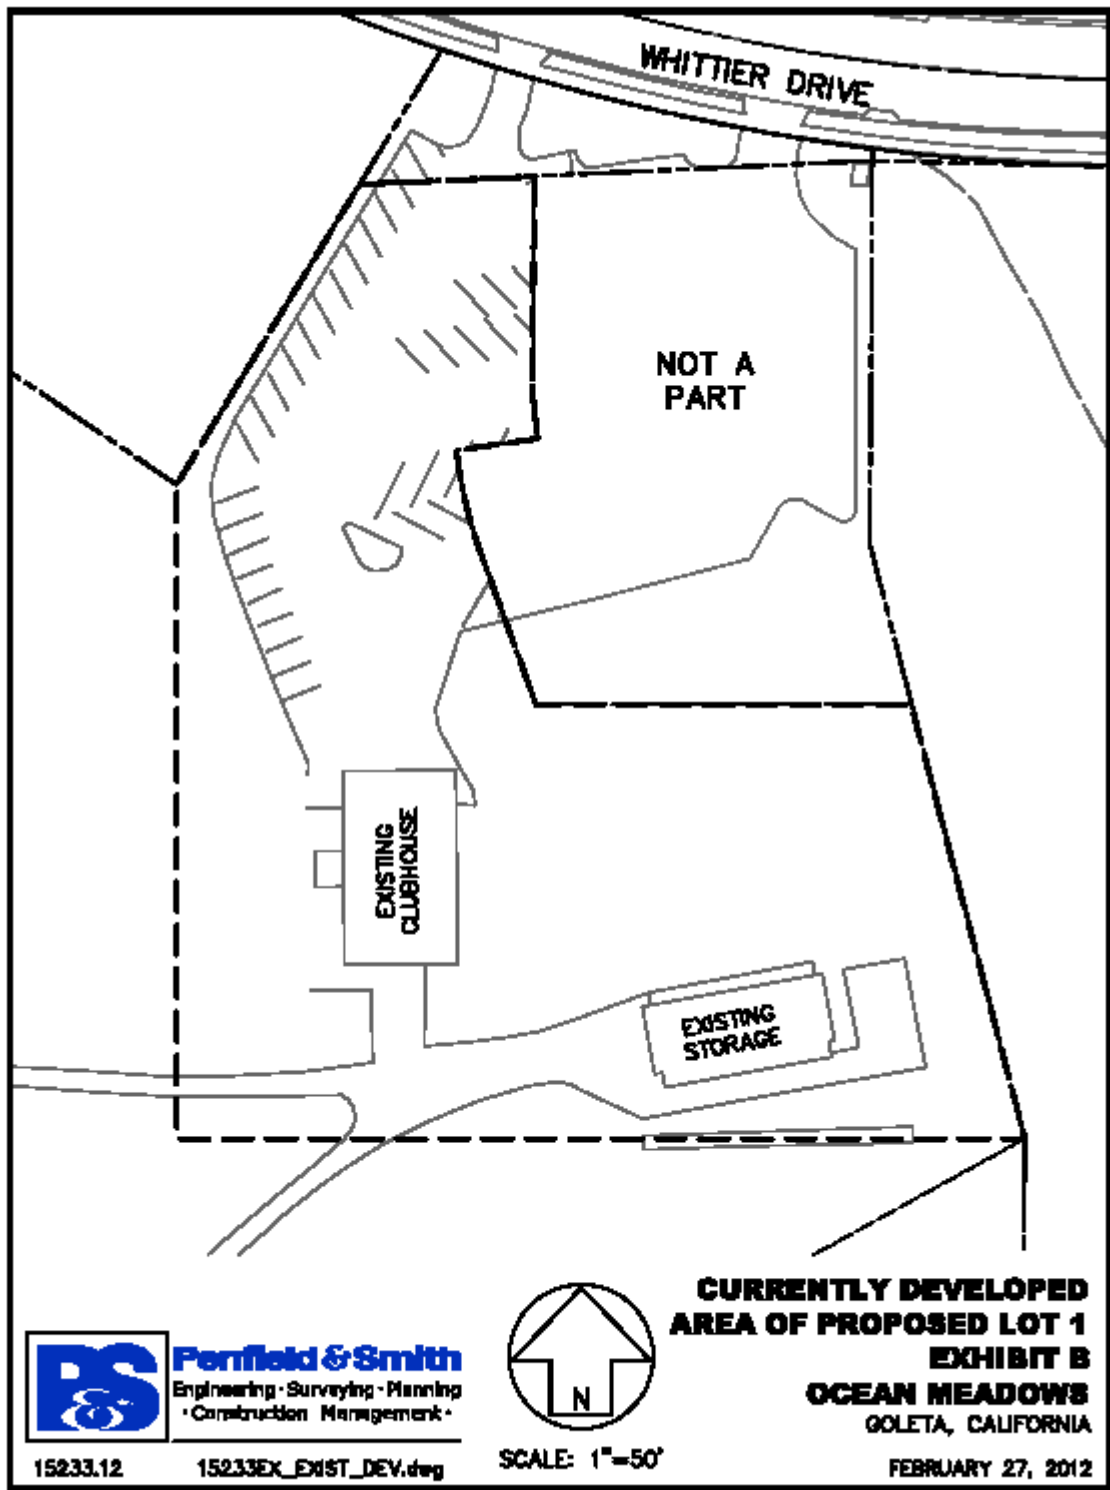 WHITTIER DRIVE
NOT A
PART
EXISTING
CLUBHOUSE
EXISTING
STORAGE
CURRENTLY DEVELOPED
AREA OF PROPOSED LOT 1
EXHIBIT B
OCEAN MEADOWS
GOLETA, CALIFORNIA
FEBRUARY 27, 2012
N
SCALE: 1"=50'
P&S
Penfield & Smith
Engineering · Surveying · Planning
· Construction Management ·
15233.12
15233EX_EXIST_DEV.dwg